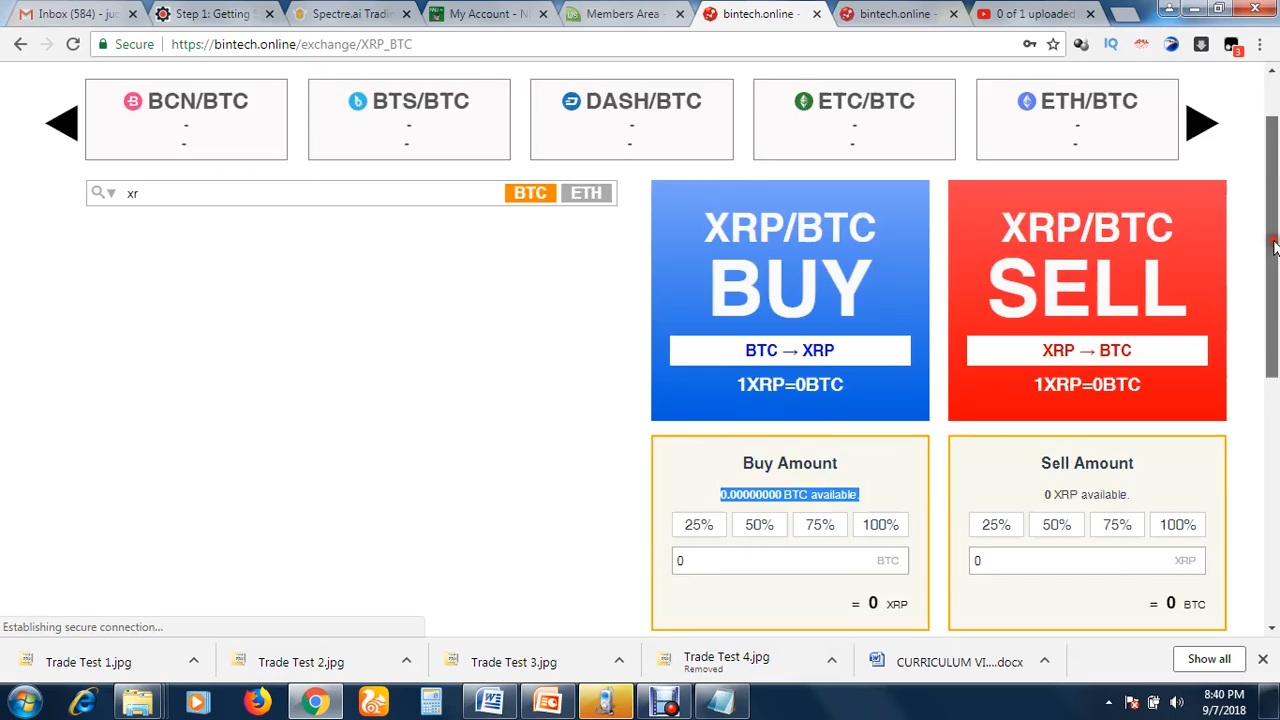 Inbox (584) - juc
Step 1: Getting S
Spectre.ai Tradin
My Account - N
Members Area -
bintech.online -
bintech.online -
0 of 1 uploaded
Secure
https://bintech.online/exchange/XRP_BTC
IQ
3
BCN/BTC
-
-
BTS/BTC
-
-
DASH/BTC
-
-
ETC/BTC
-
-
ETH/BTC
-
-
xr
BTC
ETH
XRP/BTC
BUY
BTC → XRP
1XRP=0BTC
XRP/BTC
SELL
XRP → BTC
1XRP=0BTC
Buy Amount
0.00000000 BTC available.
25% 50% 75% 100%
0 BTC
= 0 XRP
Sell Amount
0 XRP available.
25% 50% 75% 100%
0 XRP
= 0 BTC
Establishing secure connection...
Trade Test 1.jpg
Trade Test 2.jpg
Trade Test 3.jpg
Trade Test 4.jpg
Removed
CURRICULUM VI....docx
Show all
8:40 PM
9/7/2018